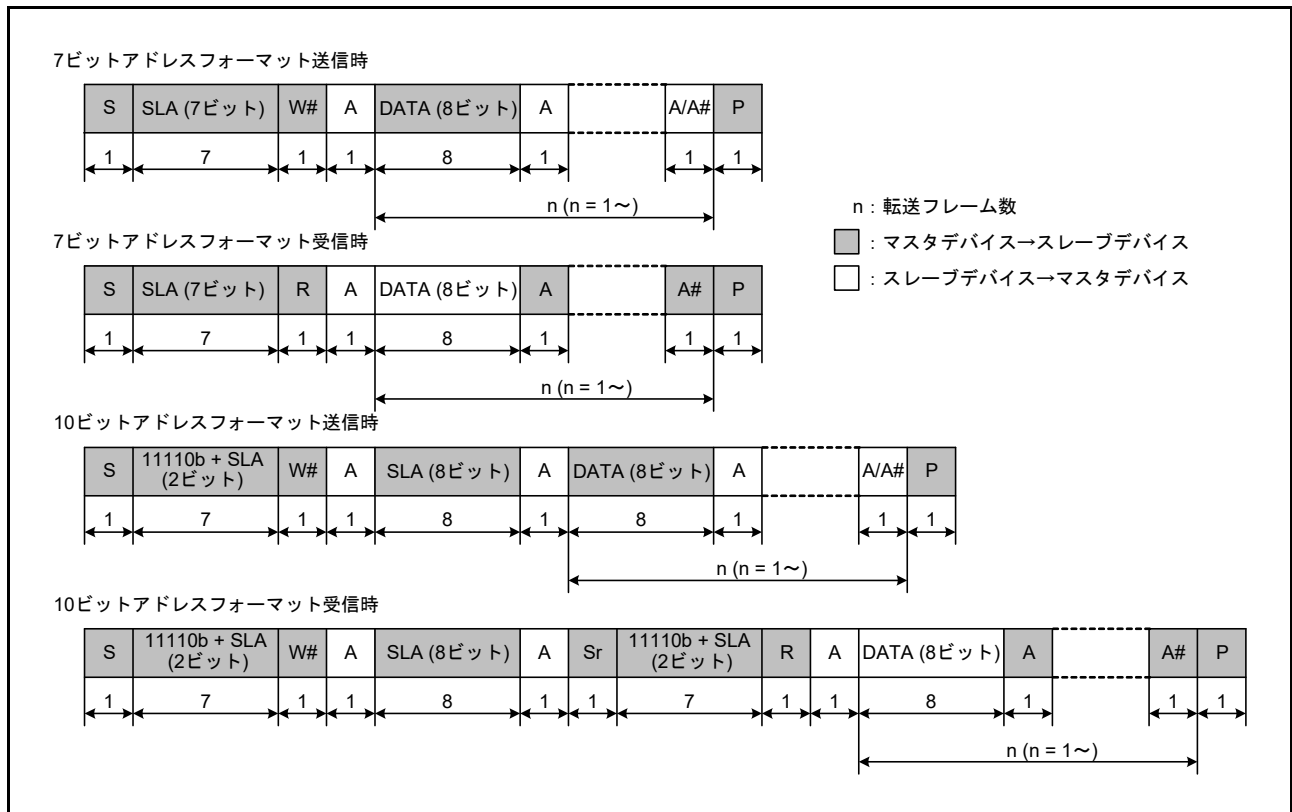 7ビットアドレスフォーマット送信時
S SLA (7ビット) W# A DATA (8ビット) A A/A# P
1 7 1 1 8 1 1 1
n (n = 1～)
n：転送フレーム数
：マスタデバイス→スレーブデバイス
：スレーブデバイス→マスタデバイス
7ビットアドレスフォーマット受信時
S SLA (7ビット) R A DATA (8ビット) A A# P
1 7 1 1 8 1 1 1
n (n = 1～)
10ビットアドレスフォーマット送信時
S 11110b + SLA (2ビット) W# A SLA (8ビット) A DATA (8ビット) A A/A# P
1 7 1 1 8 1 8 1 1 1
n (n = 1～)
10ビットアドレスフォーマット受信時
S 11110b + SLA (2ビット) W# A SLA (8ビット) A Sr 11110b + SLA (2ビット) R A DATA (8ビット) A A# P
1 7 1 1 8 1 1 7 1 1 8 1 1 1
n (n = 1～)